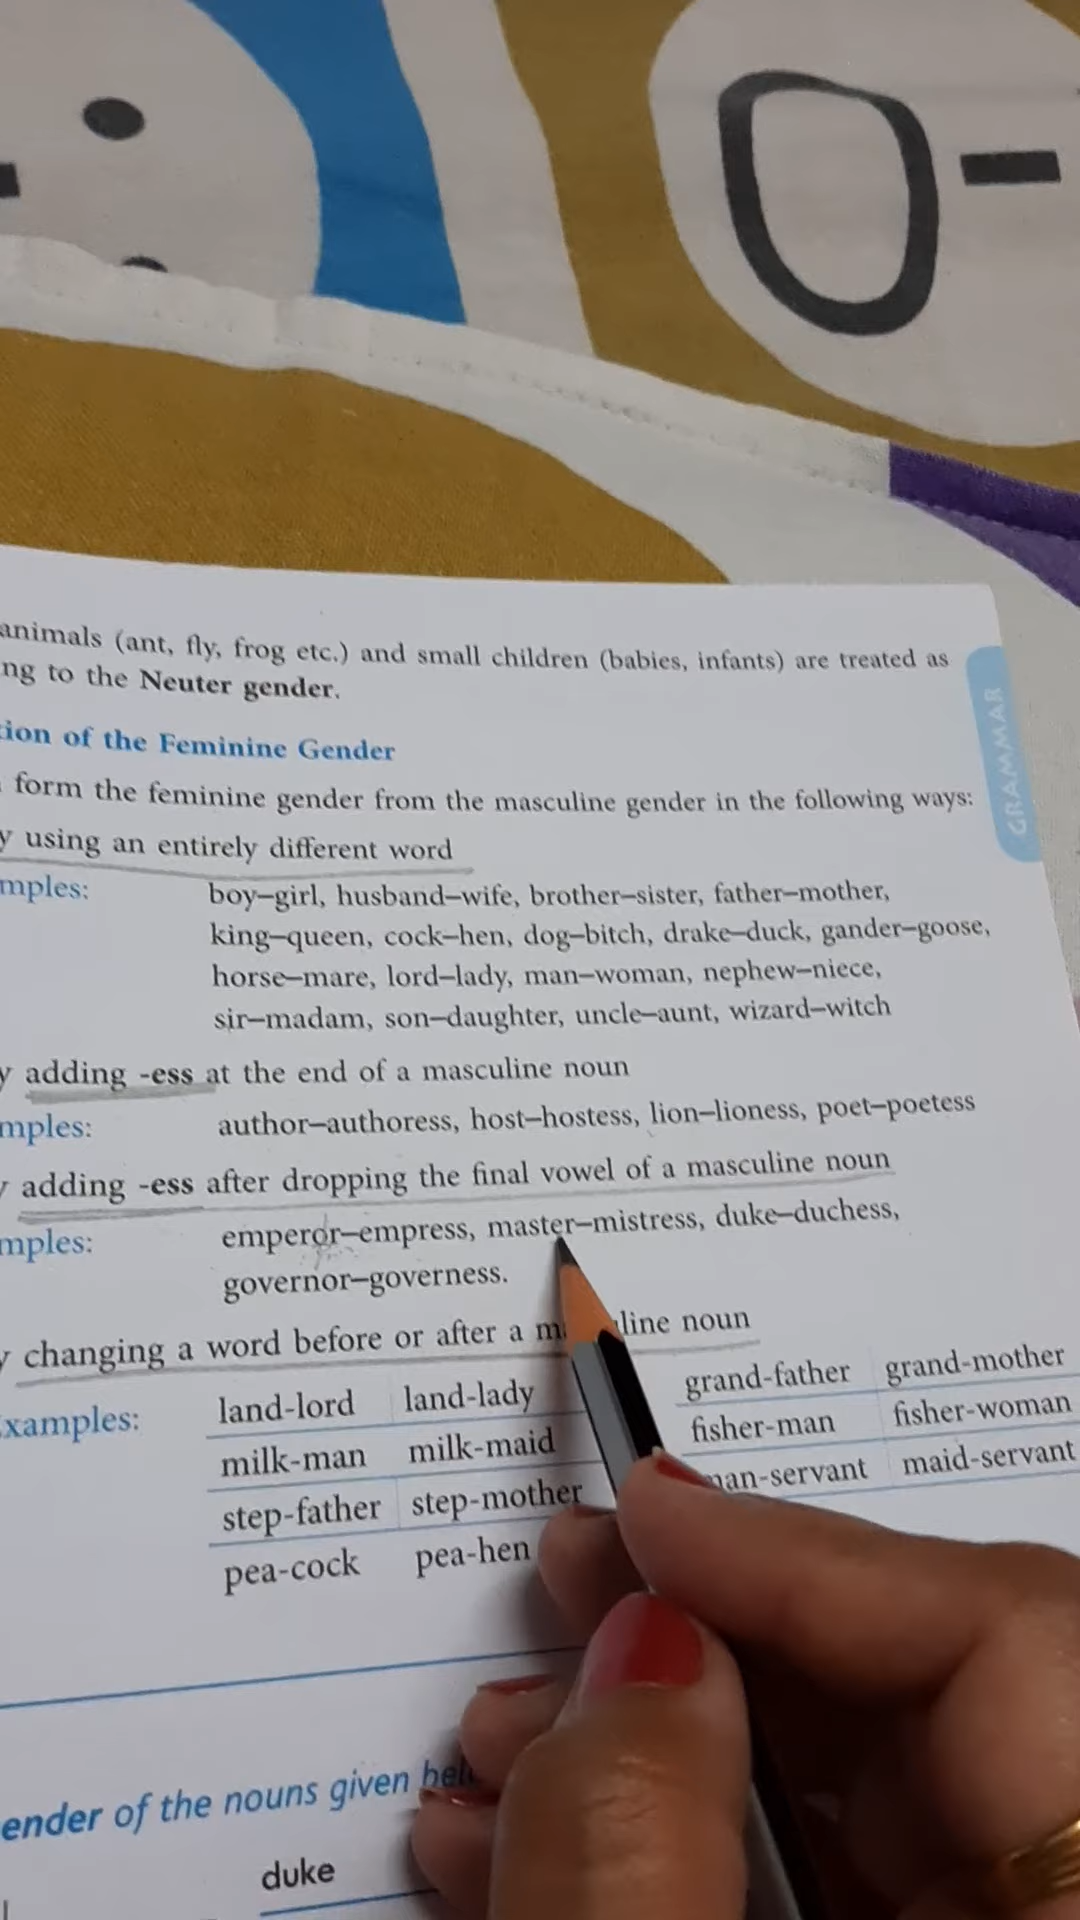 animals (ant, fly, frog etc.) and small children (babies, infants) are treated as
ng to the Neuter gender.
GRAMMAR
tion of the Feminine Gender
form the feminine gender from the masculine gender in the following ways:
y using an entirely different word
mples: boy–girl, husband–wife, brother–sister, father–mother,
king–queen, cock–hen, dog–bitch, drake–duck, gander–goose,
horse–mare, lord–lady, man–woman, nephew–niece,
sir–madam, son–daughter, uncle–aunt, wizard–witch
y adding -ess at the end of a masculine noun
mples: author–authoress, host–hostess, lion–lioness, poet–poetess
y adding -ess after dropping the final vowel of a masculine noun
mples: emperor–empress, master–mistress, duke–duchess,
governor–governess.
y changing a word before or after a line noun
xamples: land-lord land-lady grand-father grand-mother
milk-man milk-maid fisher-man fisher-woman
step-father step-mother man-servant maid-servant
pea-cock pea-hen
ender of the nouns given
duke